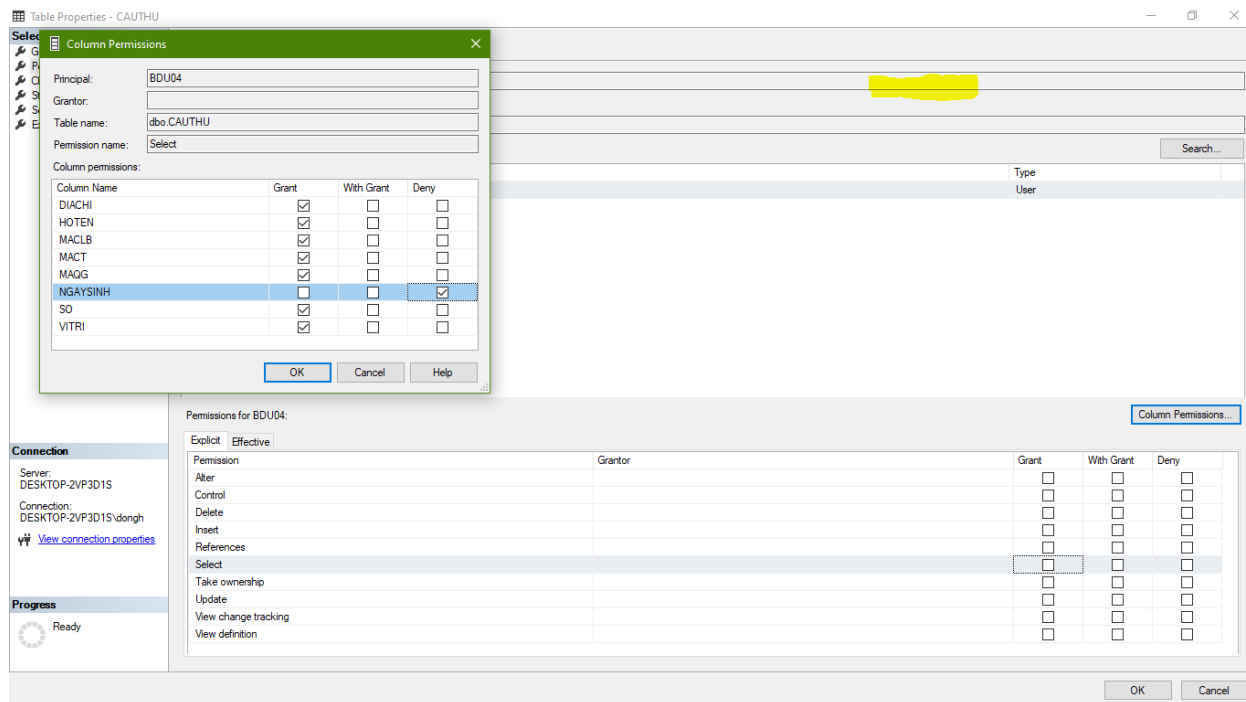 Table Properties - CAUTHU
Column Permissions
Principal: BDU04
Grantor:
Table name: dbo.CAUTHU
Permission name: Select
Column permissions:
Column Name Grant With Grant Deny
DIACHI
HOTEN
MACLB
MACT
MAQG
NGAYSINH
SO
VITRI
OK Cancel Help
Search...
Type
User
Permissions for BDU04:
Column Permissions...
Explicit Effective
Permission Grantor Grant With Grant Deny
Alter
Control
Delete
Insert
References
Select
Take ownership
Update
View change tracking
View definition
Connection
Server:
DESKTOP-2VP3D1S
Connection:
DESKTOP-2VP3D1S\dongh
View connection properties
Progress
Ready
OK Cancel